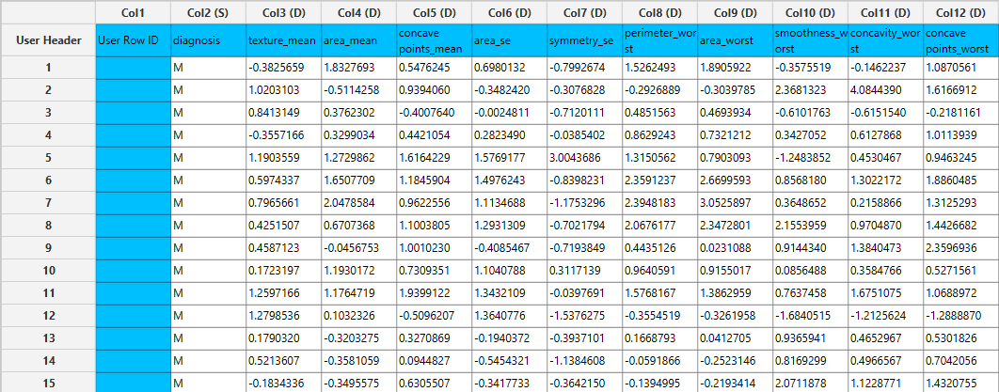 Col1 Col2 (S) Col3 (D) Col4 (D) Col5 (D) Col6 (D) Col7 (D) Col8 (D) Col9 (D) Col10 (D) Col11 (D) Col12 (D)
User Header User Row ID diagnosis texture_mean area_mean concave points_mean area_se symmetry_se perimeter_worst area_worst smoothness_worst concavity_worst concave points_worst
1 M -0.3825659 1.8327693 0.5476245 0.6980132 -0.7992674 1.5262493 1.8905922 -0.3575519 -0.1462237 1.0870561
2 M 1.0203103 -0.5114258 0.9394060 -0.3482420 -0.3076828 -0.2926889 -0.3039785 2.3681323 4.0844390 1.6166912
3 M 0.8413149 0.3762302 -0.4007640 -0.0024811 -0.7120111 0.4851563 0.4693934 -0.6101763 -0.6151540 -0.2181161
4 M -0.3557166 0.3299034 0.4421054 0.2823490 -0.0385402 0.8629243 0.7321212 0.3427052 0.6127868 1.0113939
5 M 1.1903559 1.2729862 1.6164229 1.5769177 3.0043686 1.3150562 0.7903093 -1.2483852 0.4530467 0.9463245
6 M 0.5974337 1.6507709 1.1845904 1.4976243 -0.8398231 2.3591237 2.6699593 0.8568180 1.3022172 1.8860485
7 M 0.7965661 2.0478584 0.9622556 1.1134688 -1.1753296 2.3948183 3.0525897 0.3648652 0.2158866 1.3125293
8 M 0.4251507 0.6707368 1.1003805 1.2931309 -0.7021794 2.0676177 2.3472801 2.1553959 0.9704870 1.4426682
9 M 0.4587123 -0.0456753 1.0010230 -0.4085467 -0.7193849 0.4435126 0.0231088 0.9144340 1.3840473 2.3596936
10 M 0.1723197 1.1930172 0.7309351 1.1040788 0.3117139 0.9640591 0.9155017 0.0856488 0.3584766 0.5271561
11 M 1.2597166 1.1764719 1.9399122 1.3432109 -0.0397691 1.5768167 1.3862959 0.7637458 1.6751075 1.0688972
12 M 1.2798536 0.1032326 -0.5096207 1.3640776 -1.5376275 -0.3554519 -0.3261958 -1.6840515 -1.2125624 -1.2888870
13 M 0.1790320 -0.3203275 0.3270869 -0.1940372 -0.3937101 0.1668793 0.0412705 0.9365941 0.4652967 0.5301826
14 M 0.5213607 -0.3581059 0.0944827 -0.5454321 -1.1384608 -0.0591866 -0.2523146 0.8169299 0.4966567 0.7042056
15 M -0.1834336 -0.3495575 0.6305507 -0.3417733 -0.3642150 -0.1394995 -0.2193414 2.0711878 1.1228771 1.4320755